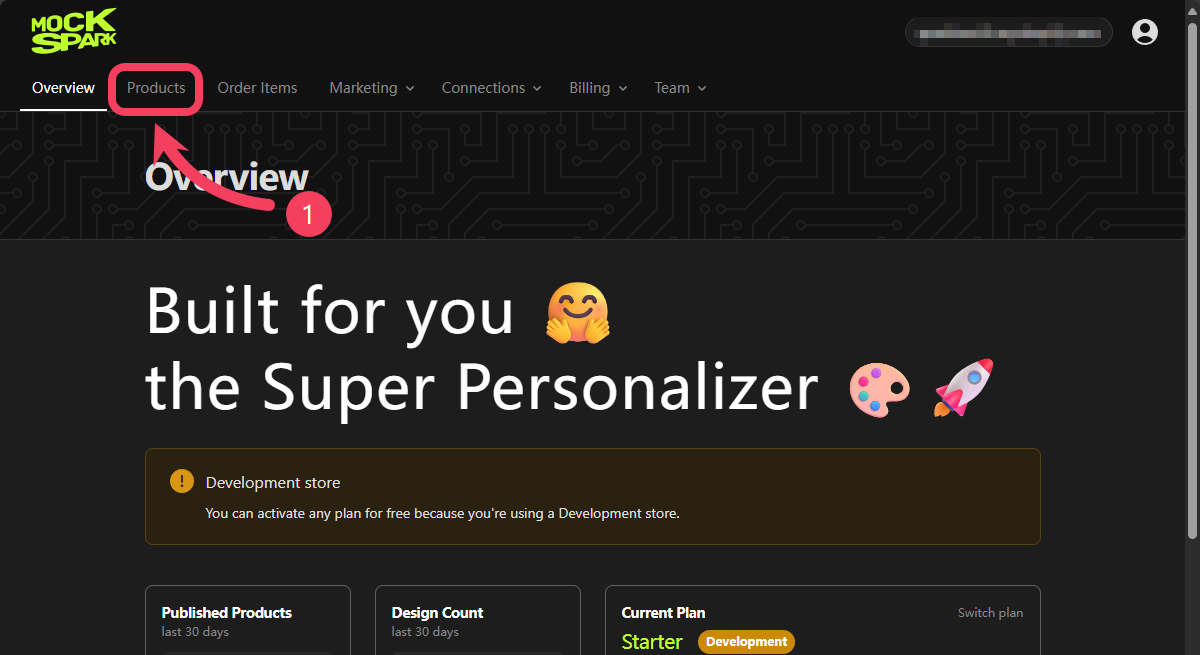 MOCK
SPARK
Overview Products Order Items Marketing Connections Billing Team
Overview
1
Built for you
the Super Personalizer
! Development store
You can activate any plan for free because you're using a Development store.
Published Products
last 30 days
Design Count
last 30 days
Current Plan Switch plan
Starter Development